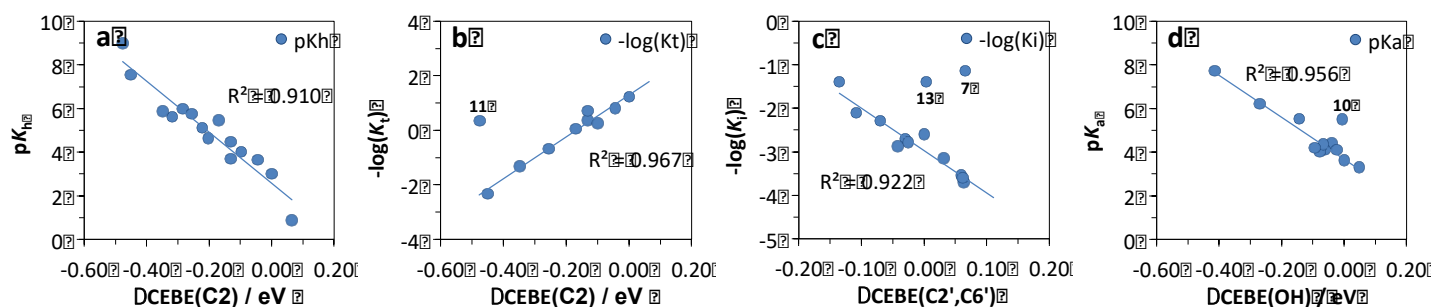 a⍰
pKh⍰
R²⍰=⍰0.910⍰
10⍰
8⍰
6⍰
4⍰
2⍰
0⍰
-0.60⍰ -0.40⍰ -0.20⍰ 0.00⍰ 0.20⍰
pKh⍰
DCEBE(C2) / eV ⍰
b⍰
-log(Kt)⍰
11⍰
R²⍰=⍰0.967⍰
4⍰
2⍰
0⍰
-2⍰
-4⍰
-0.60⍰ -0.40⍰ -0.20⍰ 0.00⍰ 0.20⍰
-log(Kt)⍰
DCEBE(C2) / eV ⍰
c⍰
-log(Ki)⍰
13⍰
7⍰
R²⍰=⍰0.922⍰
0⍰
-1⍰
-2⍰
-3⍰
-4⍰
-5⍰
-0.20⍰ -0.10⍰ 0.00⍰ 0.10⍰ 0.20⍰
-log(Ki)⍰
DCEBE(C2',C6')⍰
d⍰
pKa⍰
R²⍰=⍰0.956⍰
10⍰
10⍰
8⍰
6⍰
4⍰
2⍰
0⍰
-0.60⍰ -0.40⍰ -0.20⍰ 0.00⍰ 0.20⍰
pKa⍰
DCEBE(OH)⍰/⍰eV⍰